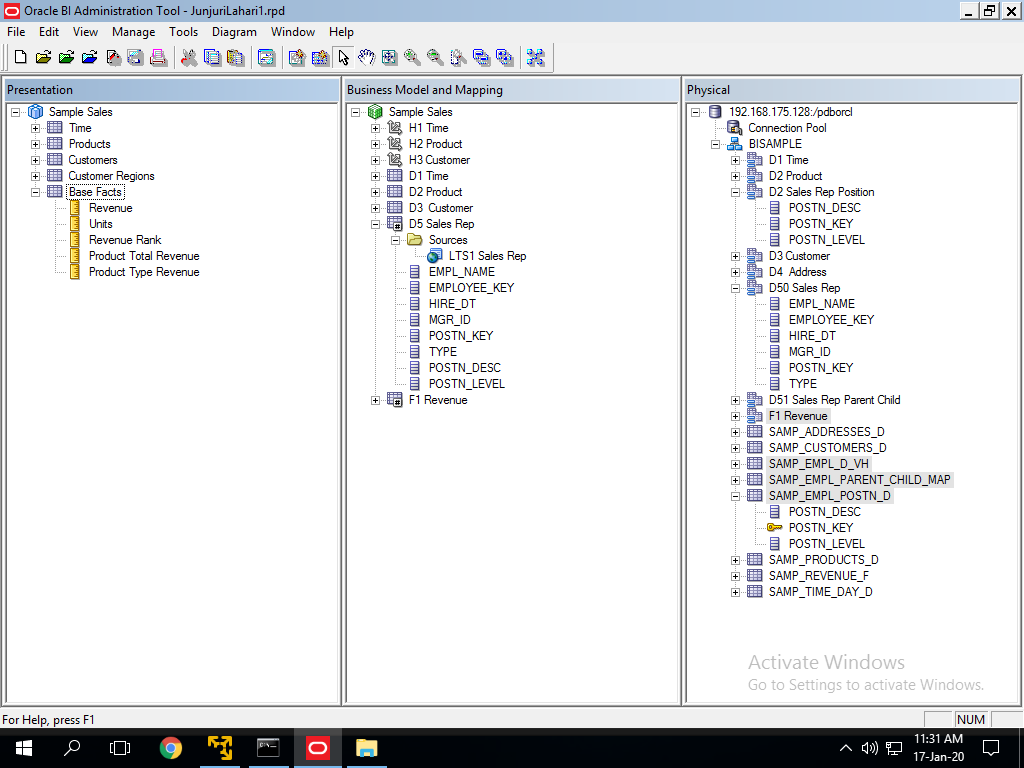 Oracle BI Administration Tool - JunjuriLahari1.rpd
File Edit View Manage Tools Diagram Window Help
Presentation
Sample Sales
Time
Products
Customers
Customer Regions
Base Facts
Revenue
Units
Revenue Rank
Product Total Revenue
Product Type Revenue
Business Model and Mapping
Sample Sales
H1 Time
H2 Product
H3 Customer
D1 Time
D2 Product
D3 Customer
D5 Sales Rep
Sources
LTS1 Sales Rep
EMPL_NAME
EMPLOYEE_KEY
HIRE_DT
MGR_ID
POSTN_KEY
TYPE
POSTN_DESC
POSTN_LEVEL
F1 Revenue
Physical
192.168.175.128:/pdborcl
Connection Pool
BISAMPLE
D1 Time
D2 Product
D2 Sales Rep Position
POSTN_DESC
POSTN_KEY
POSTN_LEVEL
D3 Customer
D4 Address
D50 Sales Rep
EMPL_NAME
EMPLOYEE_KEY
HIRE_DT
MGR_ID
POSTN_KEY
TYPE
D51 Sales Rep Parent Child
F1 Revenue
SAMP_ADDRESSES_D
SAMP_CUSTOMERS_D
SAMP_EMPL_D_VH
SAMP_EMPL_PARENT_CHILD_MAP
SAMP_EMPL_POSTN_D
POSTN_DESC
POSTN_KEY
POSTN_LEVEL
SAMP_PRODUCTS_D
SAMP_REVENUE_F
SAMP_TIME_DAY_D
Activate Windows
Go to Settings to activate Windows.
For Help, press F1
NUM
11:31 AM
17-Jan-20